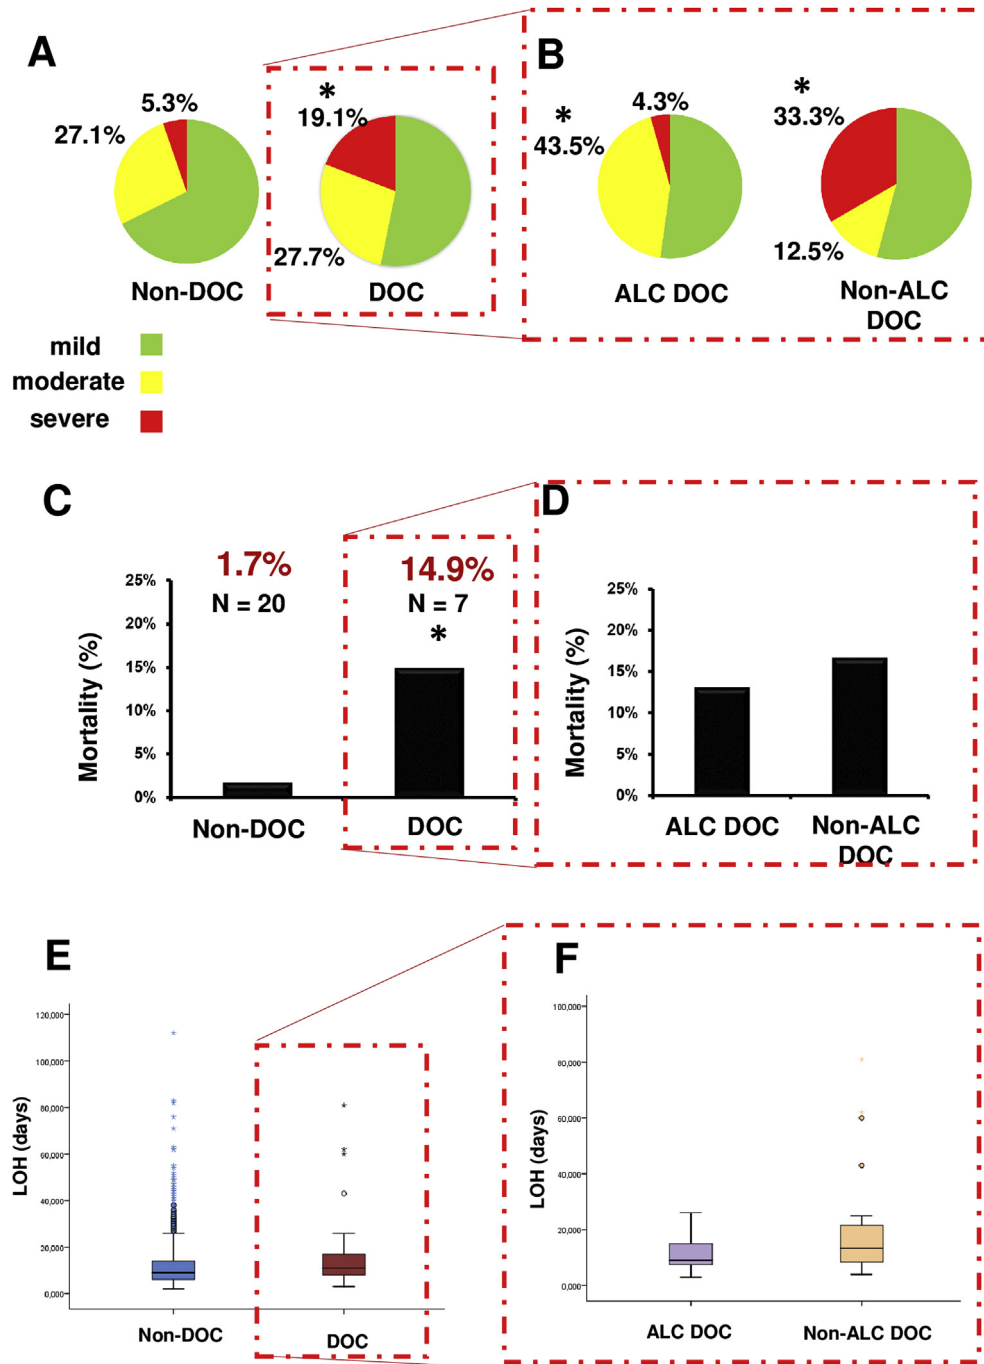 A
5.3%
27.1%
Non-DOC
*
19.1%
27.7%
DOC
B
*
43.5%
4.3%
ALC DOC
*
33.3%
12.5%
Non-ALC
DOC
mild
moderate
severe
C
Mortality (%)
25%
20%
15%
10%
5%
0%
1.7%
N = 20
14.9%
N = 7
*
Non-DOC
DOC
D
Mortality (%)
25%
20%
15%
10%
5%
0%
ALC DOC
Non-ALC
DOC
E
LOH (days)
120,000
100,000
80,000
60,000
40,000
20,000
0,000
Non-DOC
DOC
F
LOH (days)
100,000
80,000
60,000
40,000
20,000
0,000
ALC DOC
Non-ALC DOC